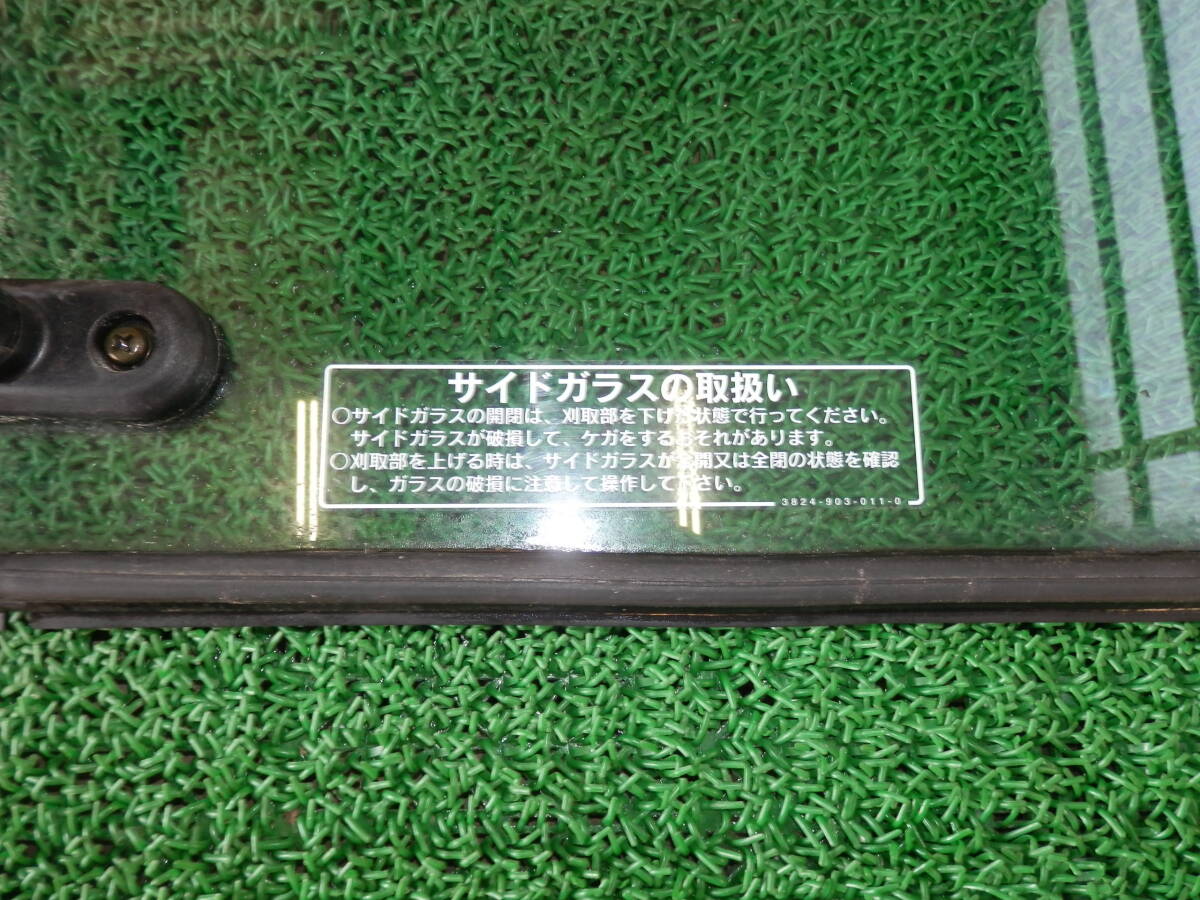 サイドガラスの取扱い
○サイドガラスの開閉は、刈取部を下げた状態で行ってください。
サイドガラスが破損して、ケガをするおそれがあります。
○刈取部を上げる時は、サイドガラスが全開又は全閉の状態を確認
し、ガラスの破損に注意して操作して下さい。
3824-903-011-0